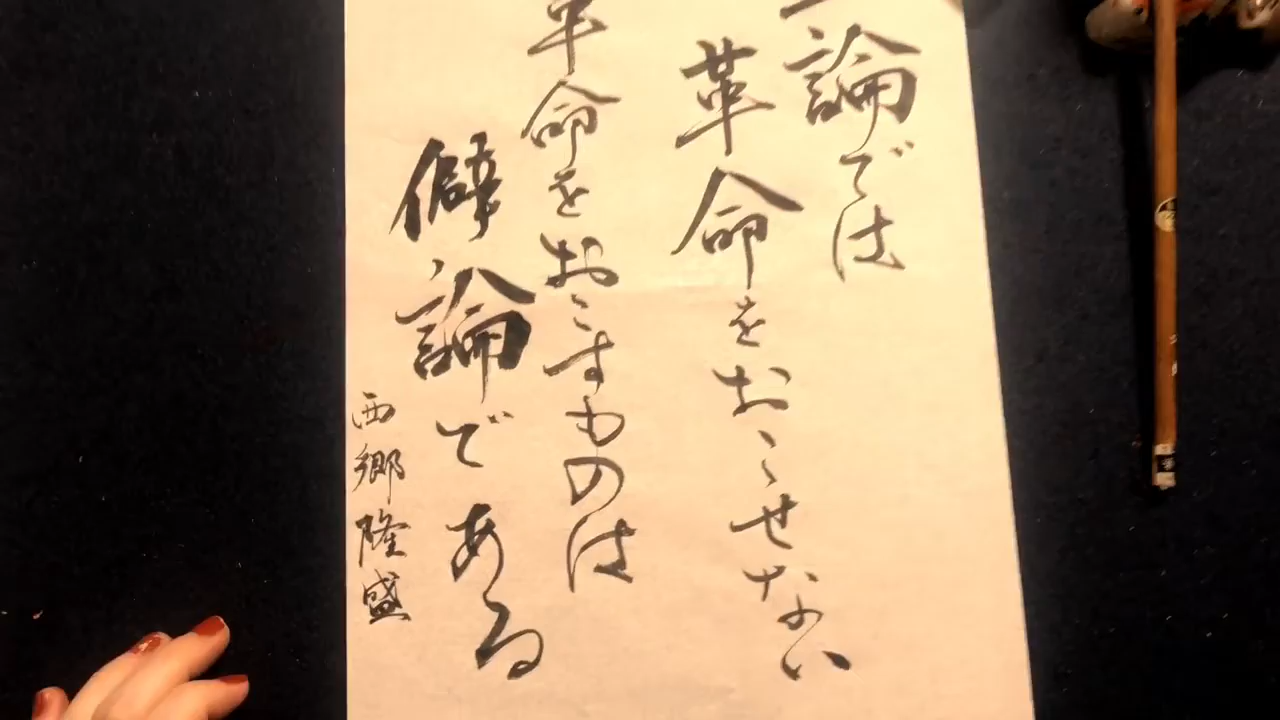 論では
革命をおこせない
革命をおこすものは
僻論である
西郷隆盛